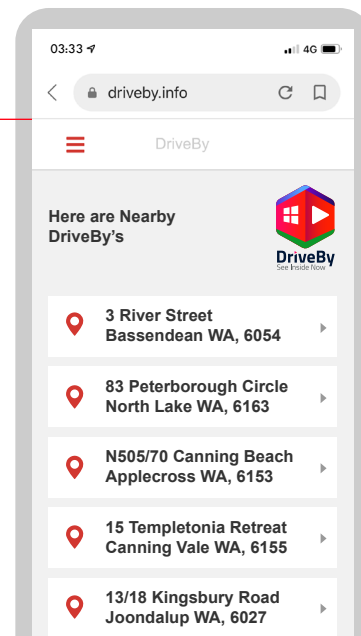 03:33
4G
driveby.info
DriveBy
Here are Nearby
DriveBy's
DriveBy
See Inside Now
3 River Street
Bassendean WA, 6054
83 Peterborough Circle
North Lake WA, 6163
N505/70 Canning Beach
Applecross WA, 6153
15 Templetonia Retreat
Canning Vale WA, 6155
13/18 Kingsbury Road
Joondalup WA, 6027